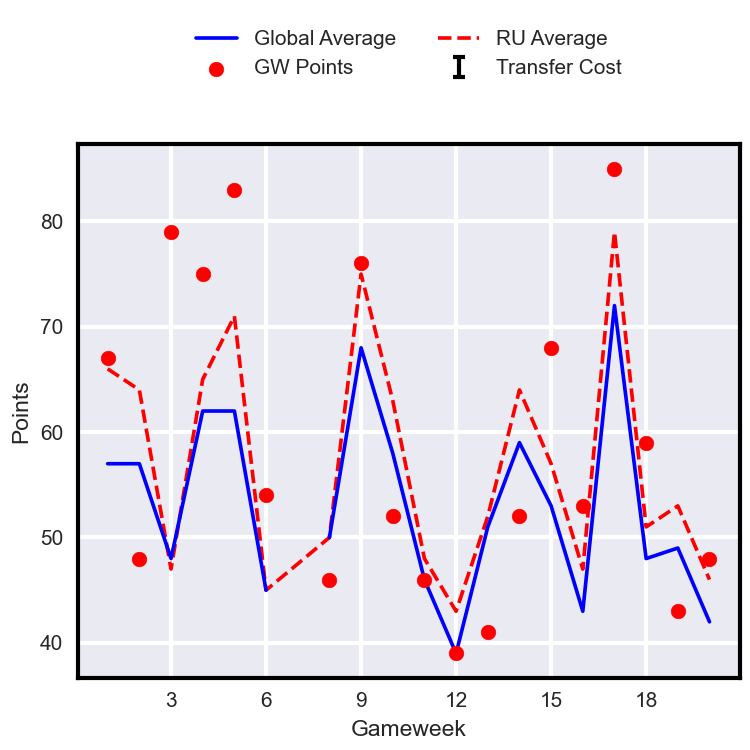 Global Average
RU Average
GW Points
Transfer Cost
80
70
60
50
40
Points
3
6
9
12
15
18
Gameweek